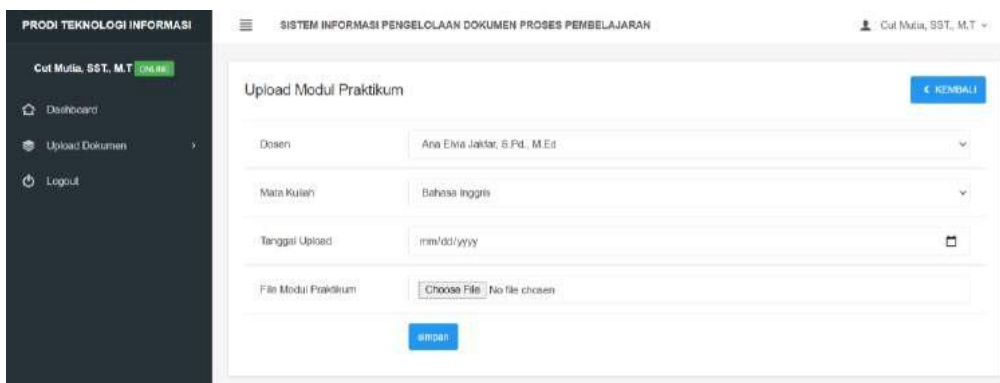 PRODI TEKNOLOGI INFORMASI
SISTEM INFORMASI PENGELOLAAN DOKUMEN PROSES PEMBELAJARAN
Cut Mutia, SST., M.T
Cut Mutia, SST., M.T ONLINE
Upload Modul Praktikum
KEMBALI
Dashboard
Upload Dokumen
Logout
Dosen
Ana Elvia Jakfar, S.Pd., M.Ed
Mata Kuliah
Bahasa Inggris
Tanggal Upload
mm/dd/yyyy
File Modul Praktikum
Choose File No file chosen
simpan